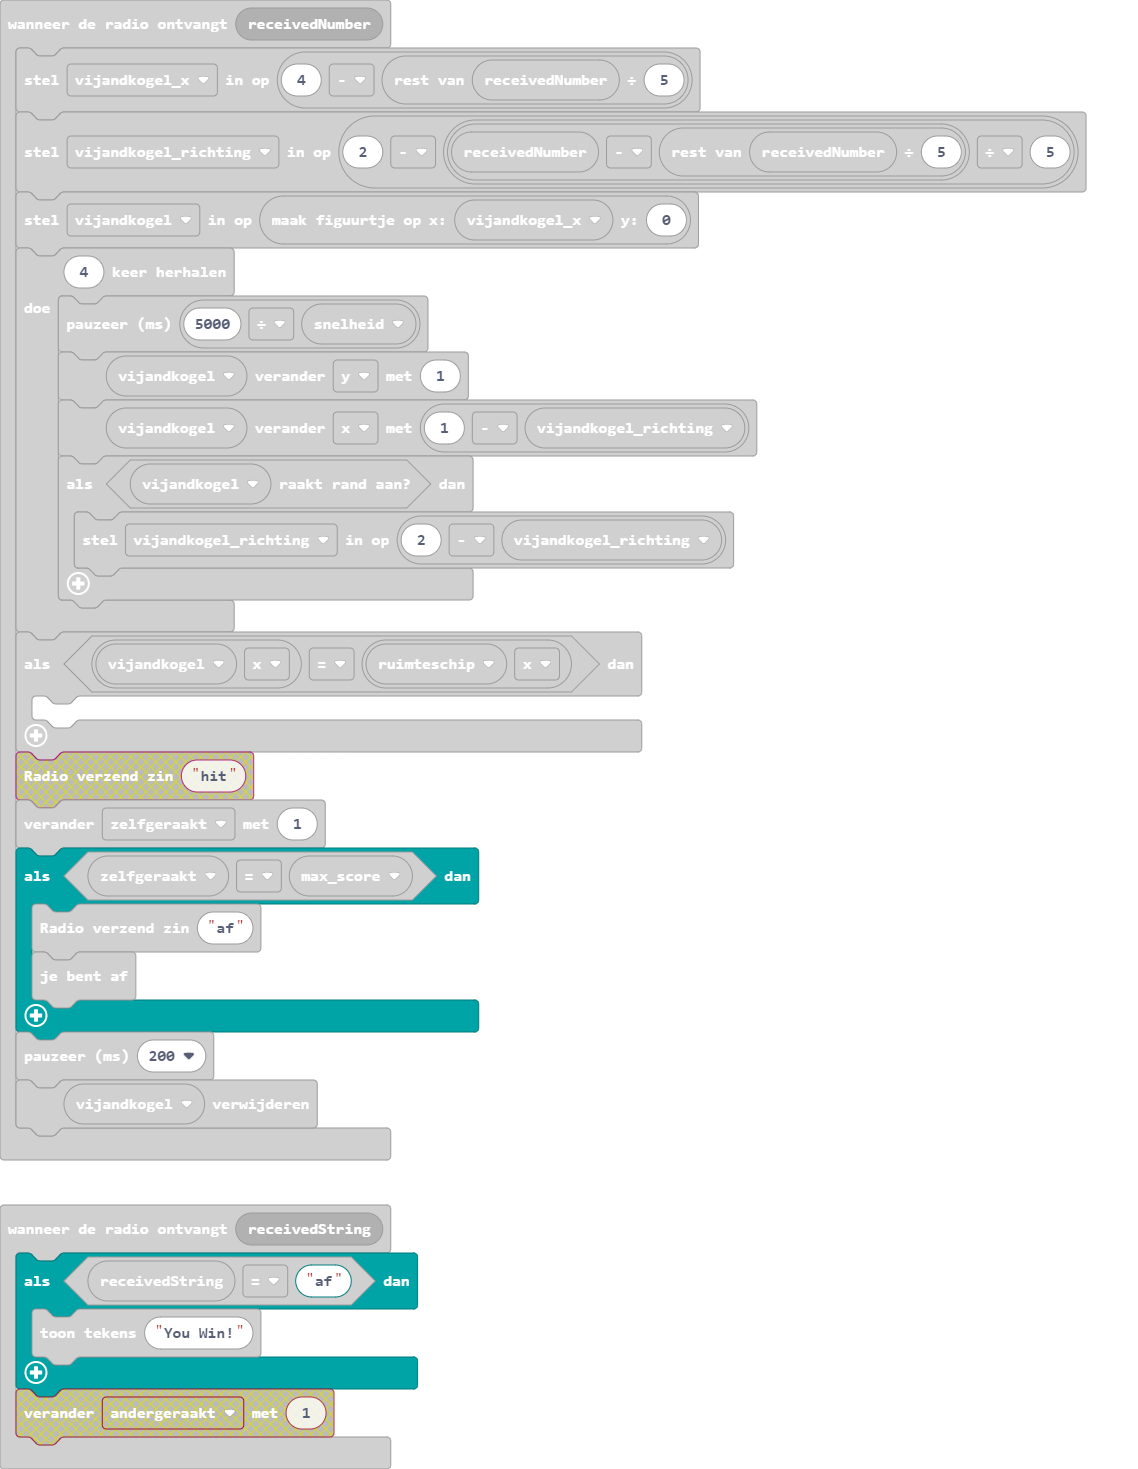 wanneer de radio ontvangt receivedNumber
stel vijandkogel_x in op 4 - rest van receivedNumber ÷ 5
stel vijandkogel_richting in op 2 - receivedNumber - rest van receivedNumber ÷ 5 ÷ 5
stel vijandkogel in op maak figuurtje op x: vijandkogel_x y: 0
4 keer herhalen
doe
pauzeer (ms) 5000 ÷ snelheid
vijandkogel verander y met 1
vijandkogel verander x met 1 - vijandkogel_richting
als vijandkogel raakt rand aan? dan
stel vijandkogel_richting in op 2 - vijandkogel_richting
als vijandkogel x = ruimteschip x dan
Radio verzend zin "hit"
verander zelfgeraakt met 1
als zelfgeraakt = max_score dan
Radio verzend zin "af"
je bent af
pauzeer (ms) 200
vijandkogel verwijderen
wanneer de radio ontvangt receivedString
als receivedString = "af" dan
toon tekens "You Win!"
verander andergeraakt met 1